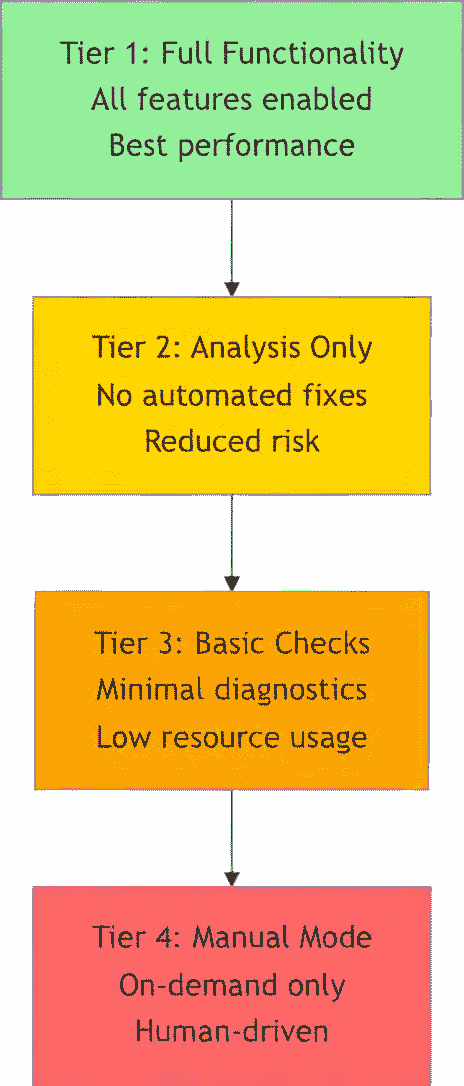 Tier 1: Full Functionality
All features enabled
Best performance
Tier 2: Analysis Only
No automated fixes
Reduced risk
Tier 3: Basic Checks
Minimal diagnostics
Low resource usage
Tier 4: Manual Mode
On-demand only
Human-driven